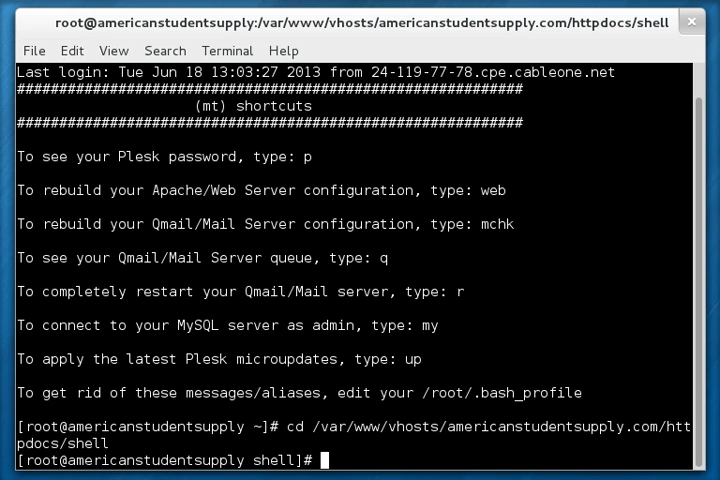 root@americanstudentsupply:/var/www/vhosts/americanstudentsupply.com/httpdocs/shell
File Edit View Search Terminal Help
Last login: Tue Jun 18 13:03:27 2013 from 24-119-77-78.cpe.cableone.net
############################################################
(mt) shortcuts
############################################################
To see your Plesk password, type: p
To rebuild your Apache/Web Server configuration, type: web
To rebuild your Qmail/Mail Server configuration, type: mchk
To see your Qmail/Mail Server queue, type: q
To completely restart your Qmail/Mail server, type: r
To connect to your MySQL server as admin, type: my
To apply the latest Plesk microupdates, type: up
To get rid of these messages/aliases, edit your /root/.bash_profile
[root@americanstudentsupply ~]# cd /var/www/vhosts/americanstudentsupply.com/htt
pdocs/shell
[root@americanstudentsupply shell]#